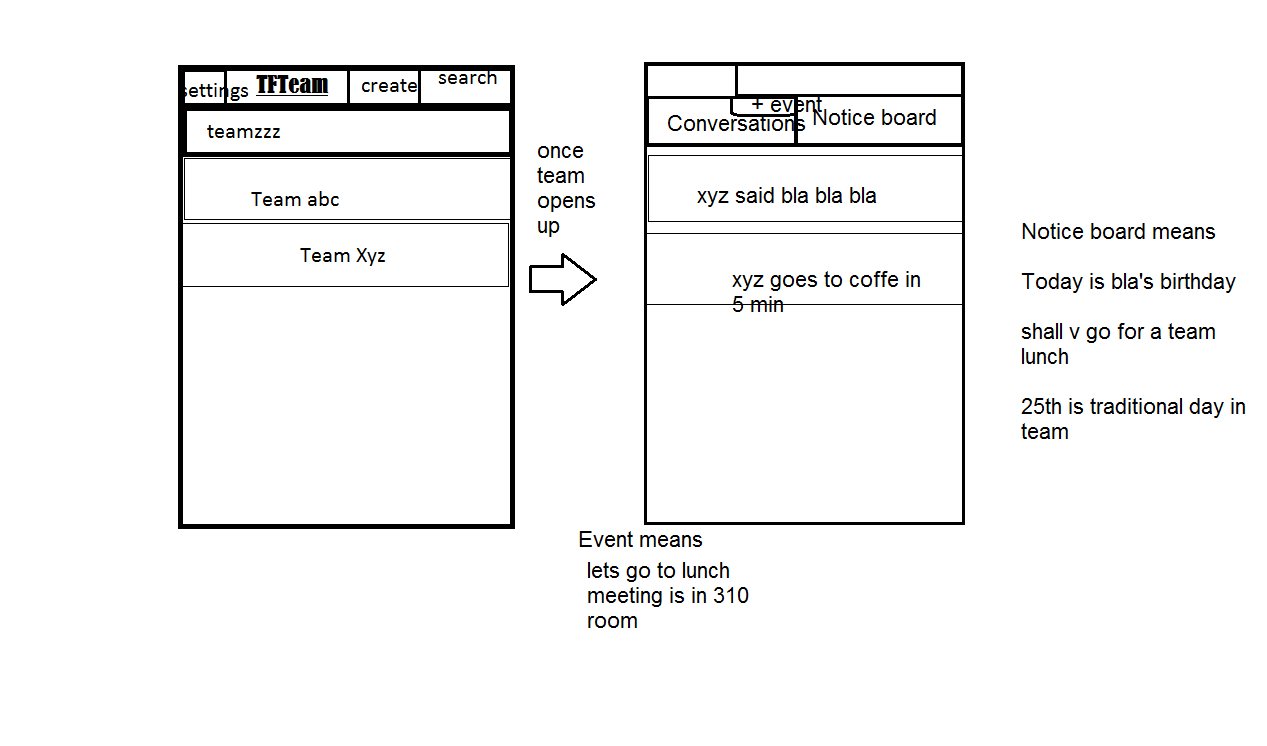 settings TFTeam create search
teamzzz
Team abc
Team Xyz
once
team
opens
up
+ event
Conversations Notice board
xyz said bla bla bla
xyz goes to coffe in
5 min
Notice board means
Today is bla's birthday
shall v go for a team
lunch
25th is traditional day in
team
Event means
lets go to lunch
meeting is in 310
room